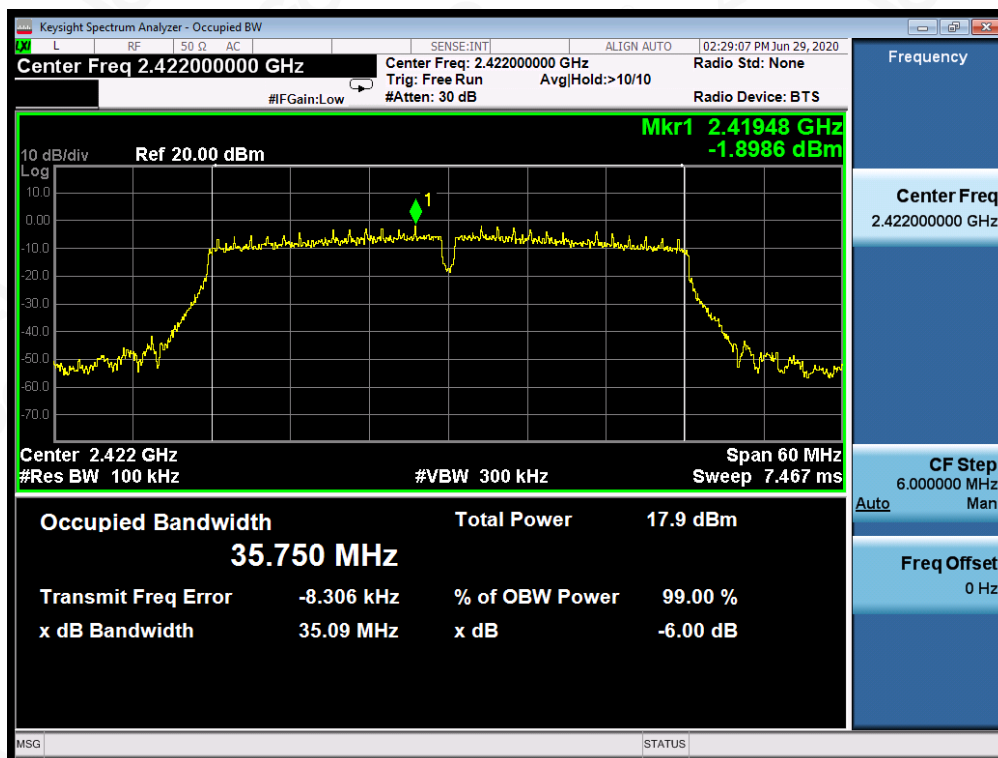 Keysight Spectrum Analyzer - Occupied BW
LXI L RF 50 Ω AC SENSE:INT ALIGN AUTO 02:29:07 PM Jun 29, 2020
Center Freq 2.422000000 GHz
Center Freq: 2.422000000 GHz
Radio Std: None
Trig: Free Run Avg|Hold:>10/10
#IFGain:Low #Atten: 30 dB Radio Device: BTS
Mkr1 2.41948 GHz
-1.8986 dBm
10 dB/div Ref 20.00 dBm
Log
10.0
0.00
-10.0
-20.0
-30.0
-40.0
-50.0
-60.0
-70.0
1
Center 2.422 GHz Span 60 MHz
#Res BW 100 kHz #VBW 300 kHz Sweep 7.467 ms
Occupied Bandwidth Total Power 17.9 dBm
35.750 MHz
Transmit Freq Error -8.306 kHz % of OBW Power 99.00 %
x dB Bandwidth 35.09 MHz x dB -6.00 dB
Frequency
Center Freq
2.422000000 GHz
CF Step
6.000000 MHz
Auto Man
Freq Offset
0 Hz
MSG STATUS